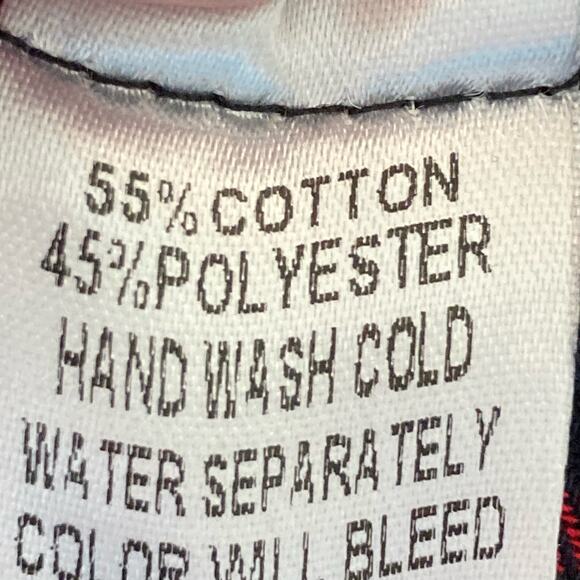 55% COTTON
45% POLYESTER
HAND WASH COLD
WATER SEPARATELY
COLOR WILL BLEED